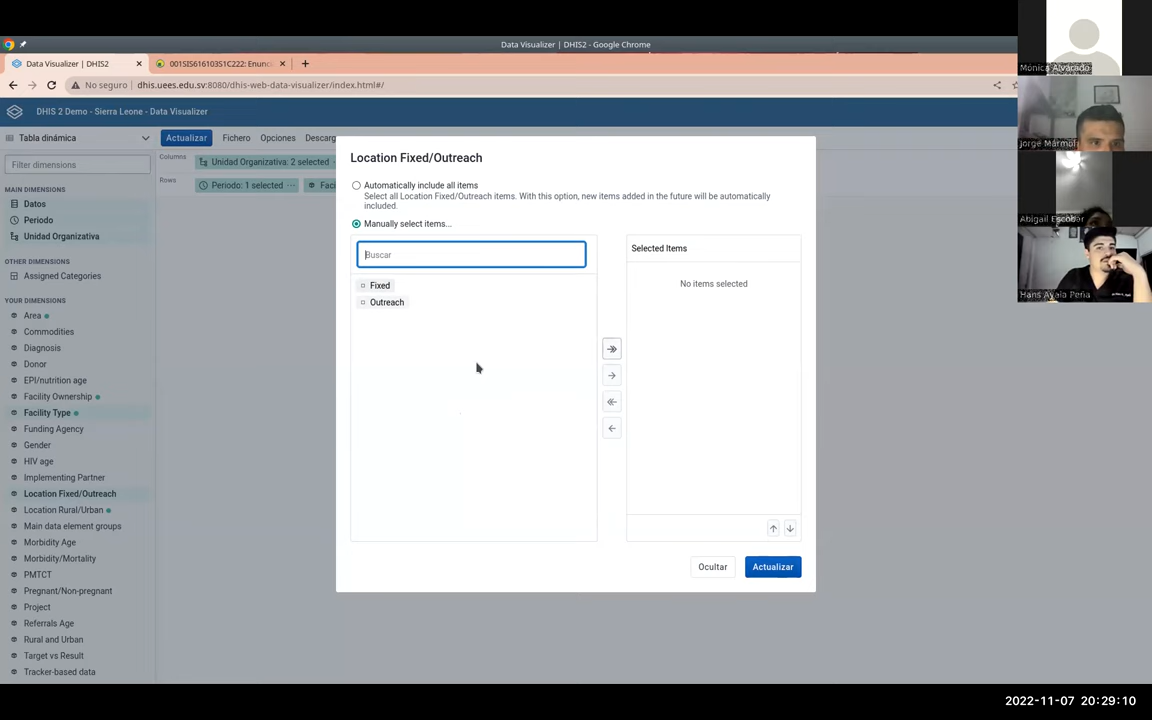 Data Visualizer | DHIS2 - Google Chrome
Data Visualizer | DHIS2
001SIS616103S1C222: Enunc
No seguro
dhis.uees.edu.sv:8080/dhis-web-data-visualizer/index.html#/
DHIS 2 Demo - Sierra Leone - Data Visualizer
Tabla dinámica
Actualizar
Fichero
Opciones
Descarg
Filter dimensions
MAIN DIMENSIONS
Datos
Periodo
Unidad Organizativa
OTHER DIMENSIONS
Assigned Categories
YOUR DIMENSIONS
Area
Commodities
Diagnosis
Donor
EPI/nutrition age
Facility Ownership
Facility Type
Funding Agency
Gender
HIV age
Implementing Partner
Location Fixed/Outreach
Location Rural/Urban
Main data element groups
Morbidity Age
Morbidity/Mortality
PMTCT
Pregnant/Non-pregnant
Project
Referrals Age
Rural and Urban
Target vs Result
Tracker-based data
Columns
Unidad Organizativa: 2 selected
Rows
Periodo: 1 selected
Faci
Location Fixed/Outreach
Automatically include all items
Select all Location Fixed/Outreach items. With this option, new items added in the future will be automatically
included.
Manually select items...
Buscar
Fixed
Outreach
Selected Items
No items selected
Ocultar
Actualizar
Mónica Alvarado
Jorge Mármol
Abigail Escobar
Hans Ayala Peña
2022-11-07 20:29:10